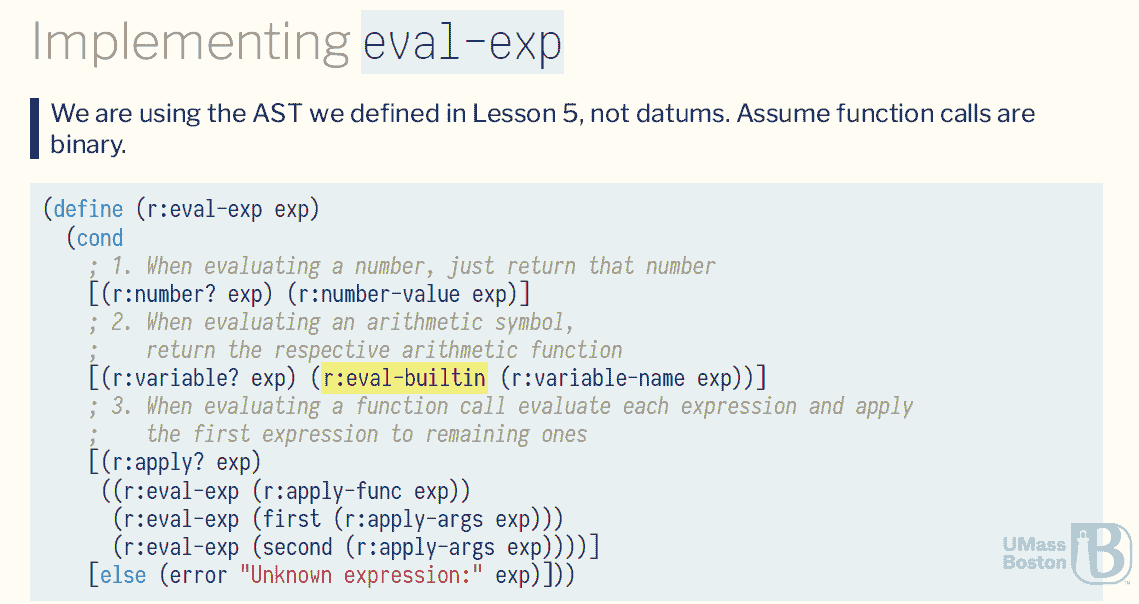 Implementing eval-exp
We are using the AST we defined in Lesson 5, not datums. Assume function calls are
binary.
(define (r:eval-exp exp)
  (cond
    ; 1. When evaluating a number, just return that number
    [(r:number? exp) (r:number-value exp)]
    ; 2. When evaluating an arithmetic symbol,
    ;    return the respective arithmetic function
    [(r:variable? exp) (r:eval-builtin (r:variable-name exp))]
    ; 3. When evaluating a function call evaluate each expression and apply
    ;    the first expression to remaining ones
    [(r:apply? exp)
     ((r:eval-exp (r:apply-func exp))
      (r:eval-exp (first (r:apply-args exp)))
      (r:eval-exp (second (r:apply-args exp))))]
    [else (error "Unknown expression:" exp)]))
UMass
Boston
B